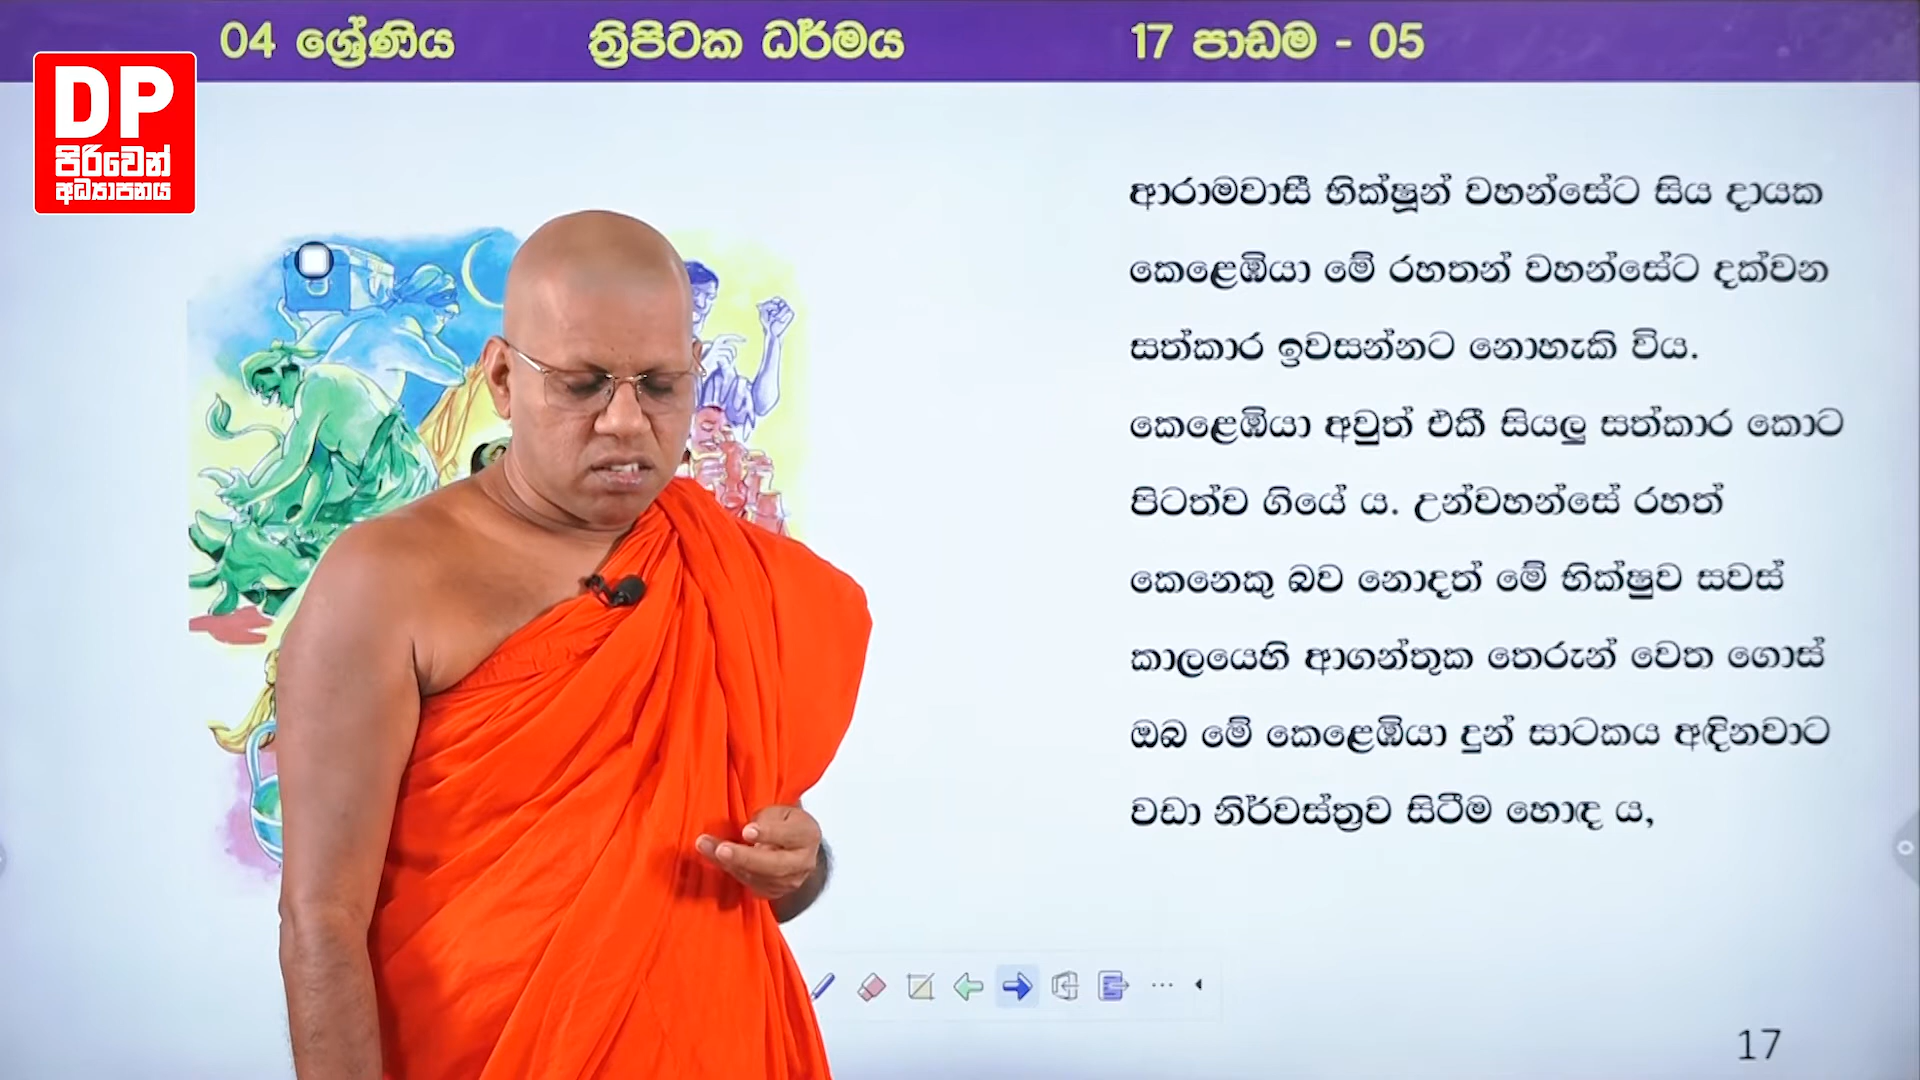 04 ශ්‍රේණිය
ත්‍රිපිටක ධර්මය
17 පාඩම - 05
DP
පිරිවෙන්
අධ්‍යාපනය
ආරාමවාසී භික්ෂූන් වහන්සේට සිය දායක
කෙළෙඹියා මේ රහතන් වහන්සේට දක්වන
සත්කාර ඉවසන්නට නොහැකි විය.
කෙළෙඹියා අවුත් එකී සියලු සත්කාර කොට
පිටත්ව ගියේ ය. උන්වහන්සේ රහත්
කෙනෙකු බව නොදත් මේ භික්ෂුව සවස්
කාලයෙහි ආගන්තුක තෙරුන් වෙත ගොස්
ඔබ මේ කෙළෙඹියා දුන් සාටකය අඳිනවාට
වඩා නිර්වස්ත්‍රව සිටීම හොඳ ය,
17